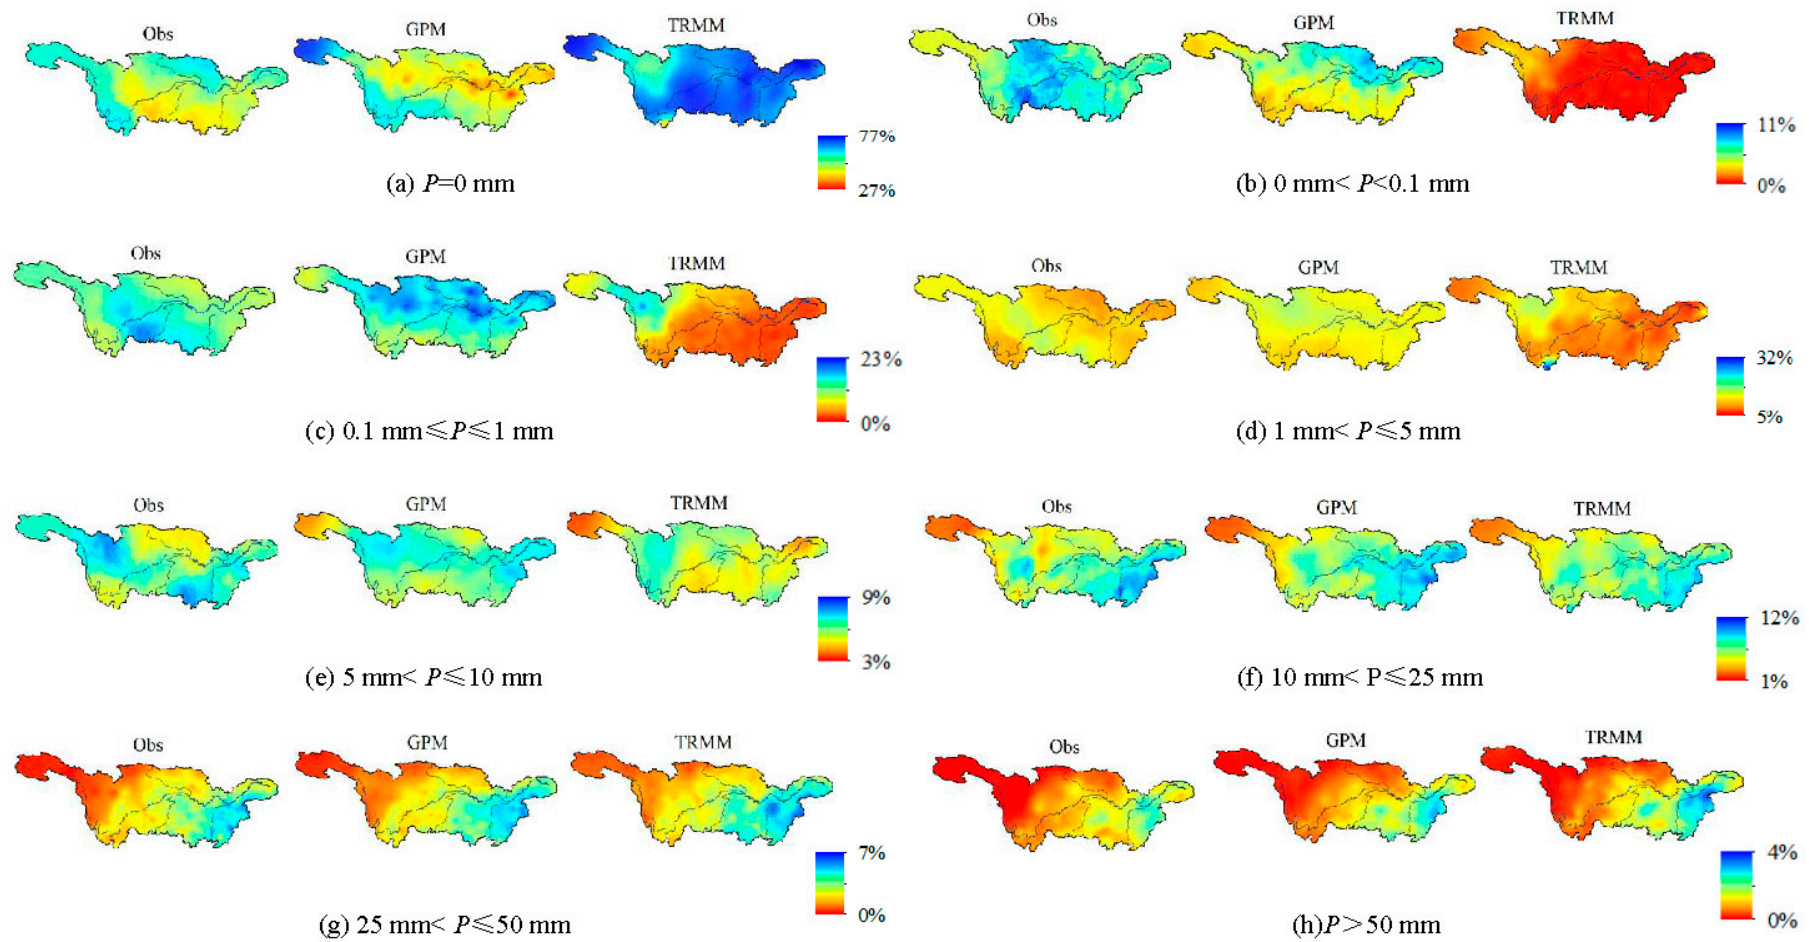 Obs GPM TRMM
77%
27%
(a) P=0 mm
Obs GPM TRMM
11%
0%
(b) 0 mm< P<0.1 mm
Obs GPM TRMM
23%
0%
(c) 0.1 mm≤P≤1 mm
Obs GPM TRMM
32%
5%
(d) 1 mm< P≤5 mm
Obs GPM TRMM
9%
3%
(e) 5 mm< P≤10 mm
Obs GPM TRMM
12%
1%
(f) 10 mm< P≤25 mm
Obs GPM TRMM
7%
0%
(g) 25 mm< P≤50 mm
Obs GPM TRMM
4%
0%
(h)P>50 mm